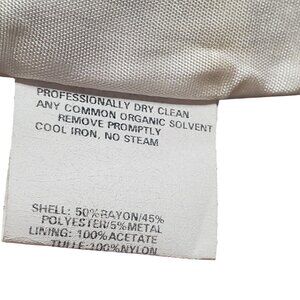 PROFESSIONALLY DRY CLEAN
ANY COMMON ORGANIC SOLVENT
REMOVE PROMPTLY
COOL IRON, NO STEAM
SHELL: 50%RAYON/45%
POLYESTER/5%METAL
LINING: 100%ACETATE
TULLE:100%NYLON